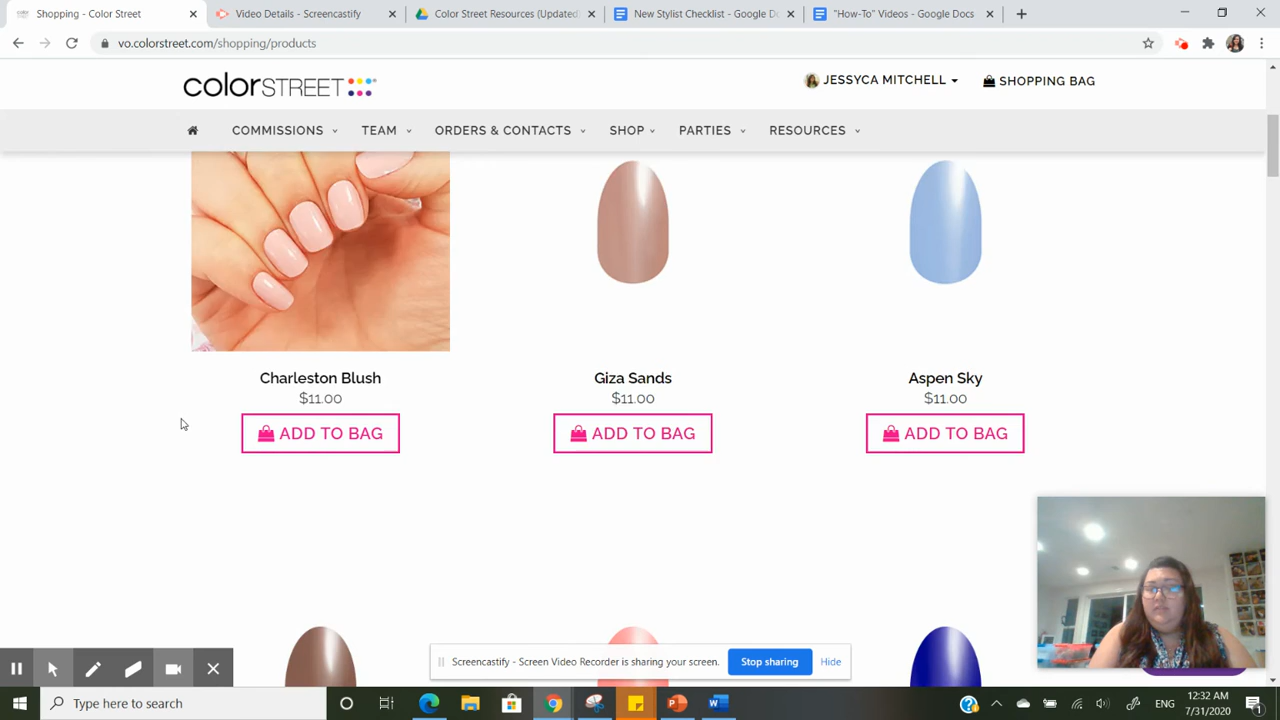 Shopping - Color Street
Video Details - Screencastify
Color Street Resources (Updated)
New Stylist Checklist - Google Do
"How-To" Videos - Google Docs
vo.colorstreet.com/shopping/products
colorSTREET
JESSYCA MITCHELL
SHOPPING BAG
COMMISSIONS
TEAM
ORDERS & CONTACTS
SHOP
PARTIES
RESOURCES
Charleston Blush
$11.00
ADD TO BAG
Giza Sands
$11.00
ADD TO BAG
Aspen Sky
$11.00
ADD TO BAG
Screencastify - Screen Video Recorder is sharing your screen.
Stop sharing
Hide
Type here to search
ENG
12:32 AM
7/31/2020
1